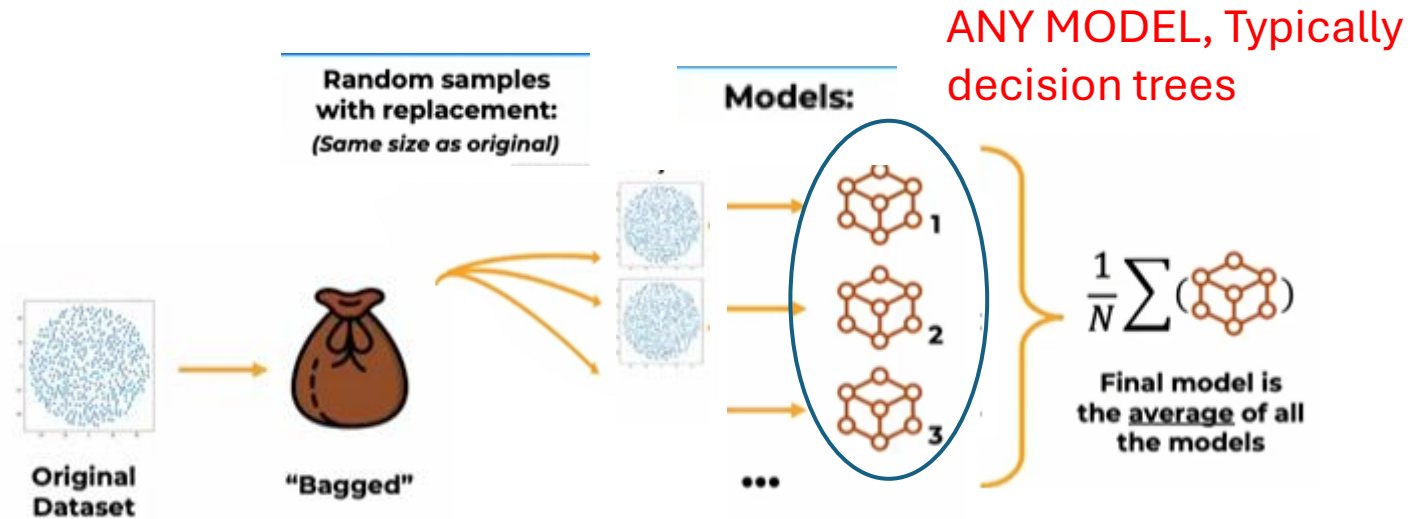 ANY MODEL, Typically
decision trees
Random samples
with replacement:
(Same size as original)
Models:
1
2
3
...
Original
Dataset
“Bagged”
1/N ∑( )
Final model is
the average of all
the models